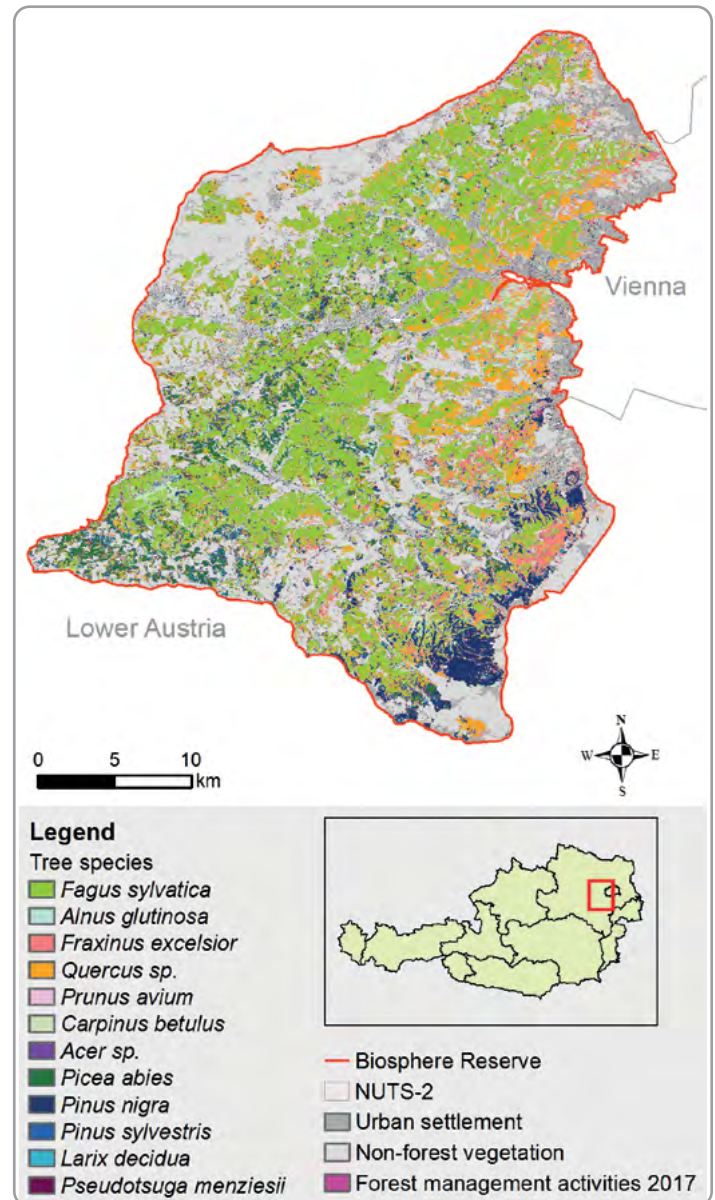 Vienna
Lower Austria
0 5 10
km
N
W E
S
Legend
Tree species
Fagus sylvatica
Alnus glutinosa
Fraxinus excelsior
Quercus sp.
Prunus avium
Carpinus betulus
Acer sp.
Picea abies
Pinus nigra
Pinus sylvestris
Larix decidua
Pseudotsuga menziesii
Biosphere Reserve
NUTS-2
Urban settlement
Non-forest vegetation
Forest management activities 2017